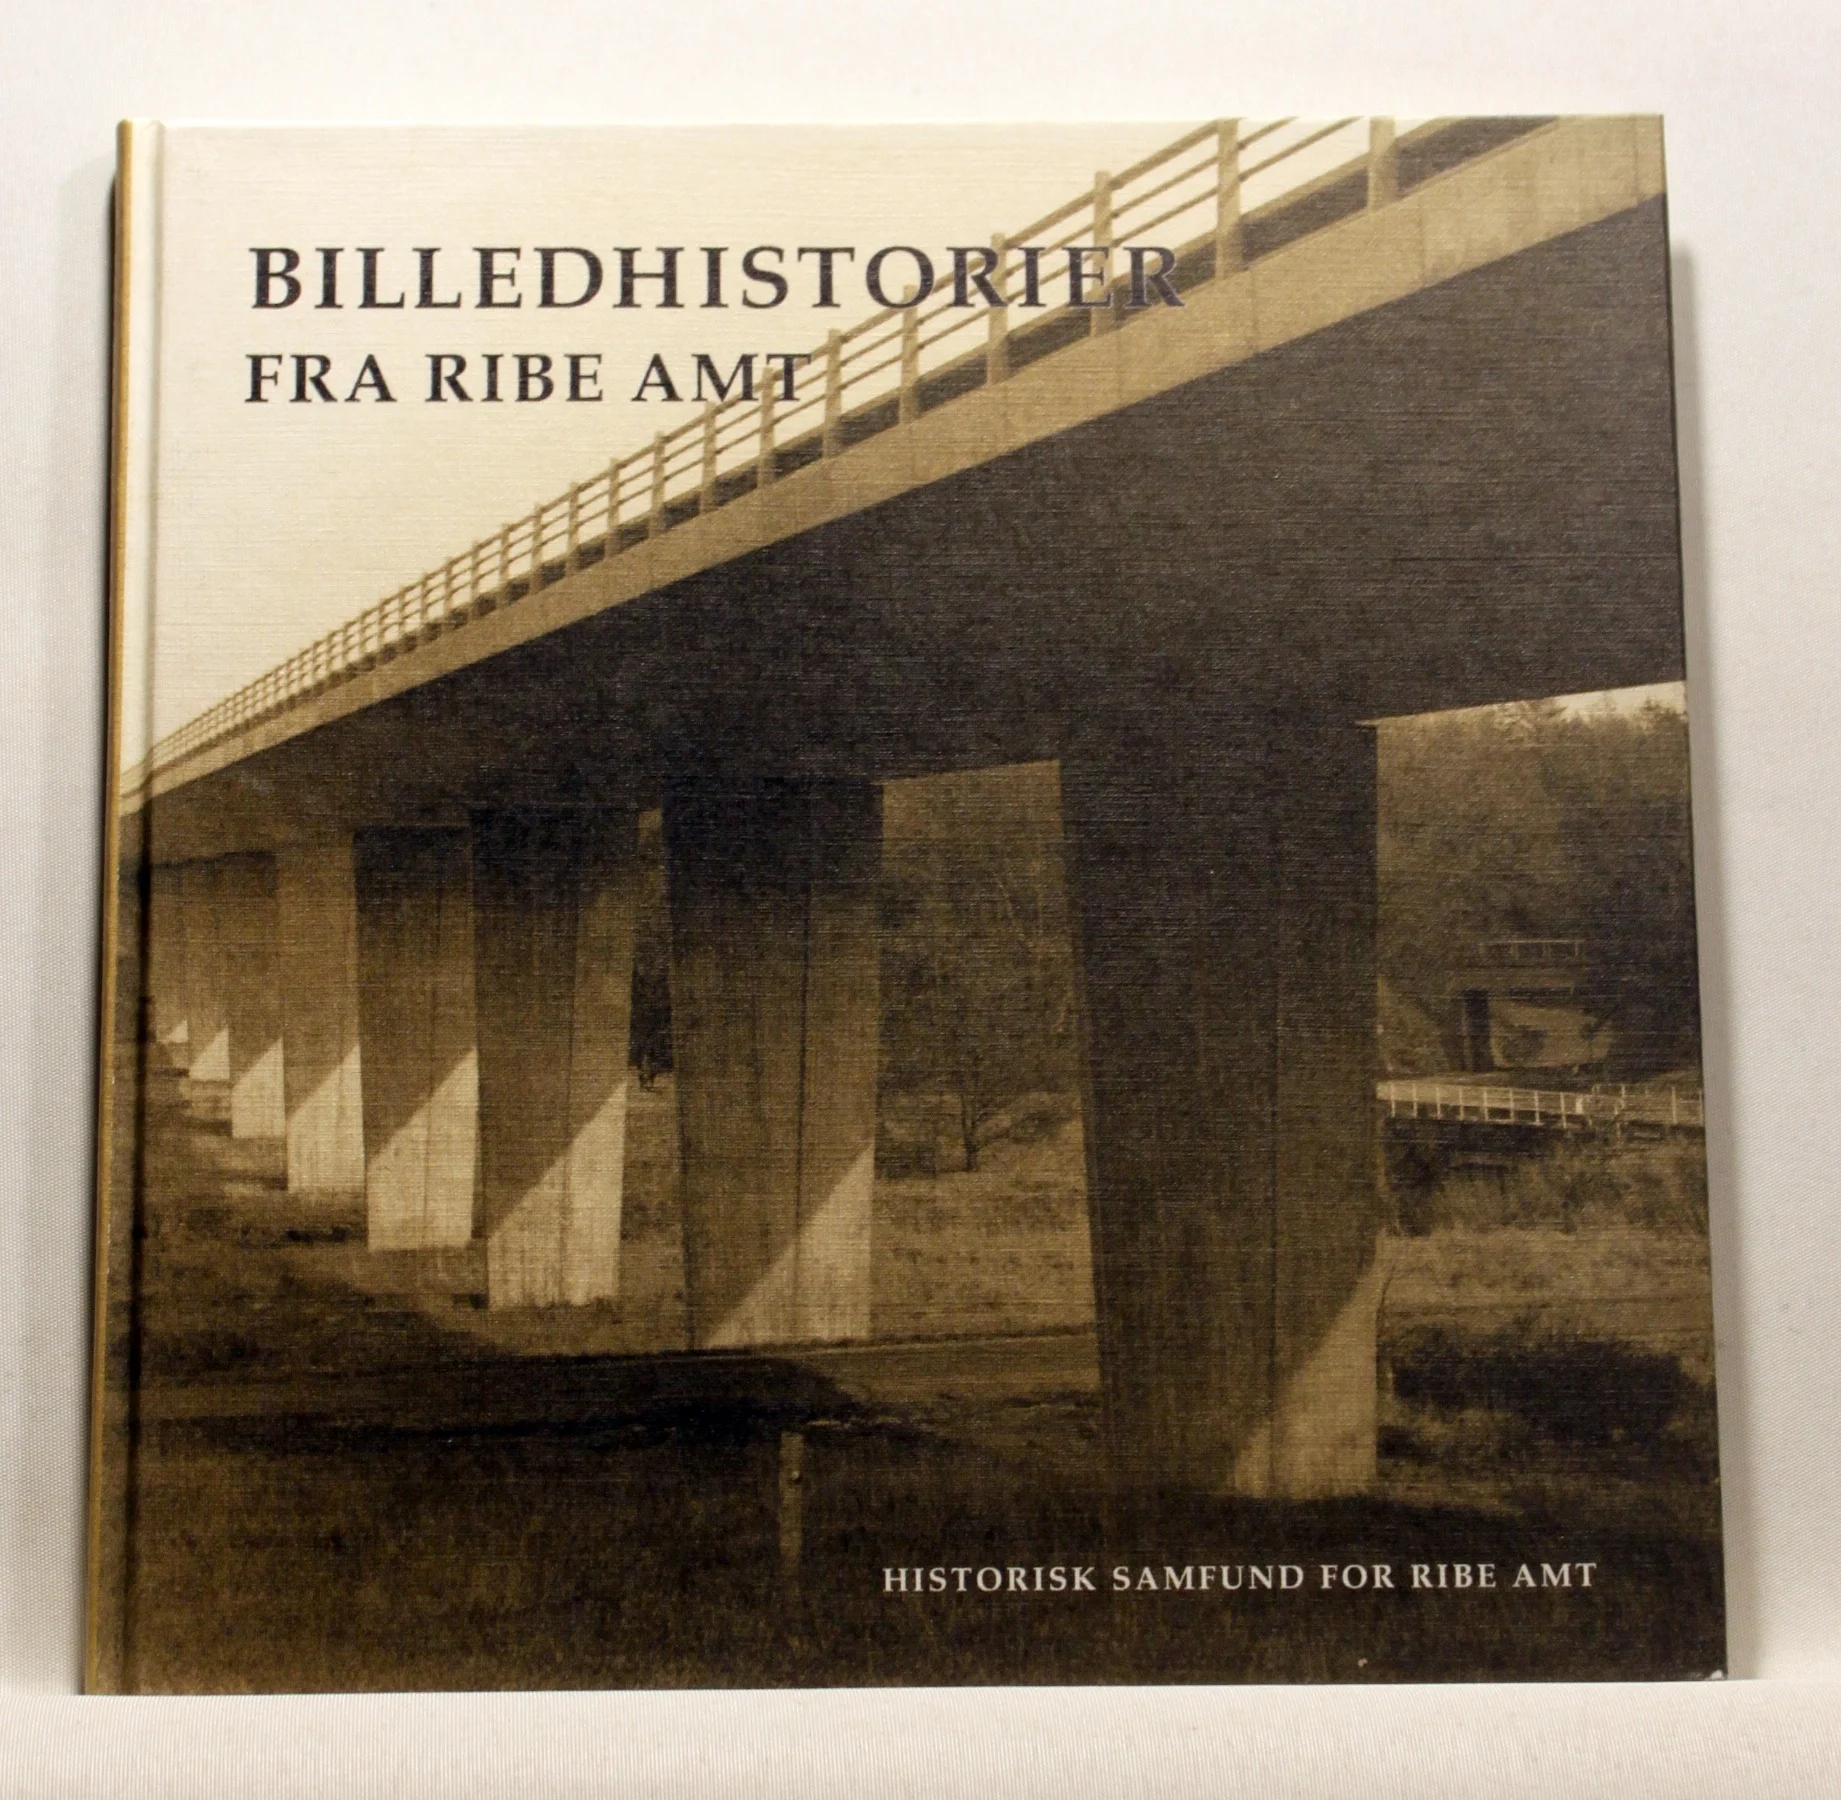 BILLEDHISTORIER
FRA RIBE AMT
HISTORISK SAMFUND FOR RIBE AMT